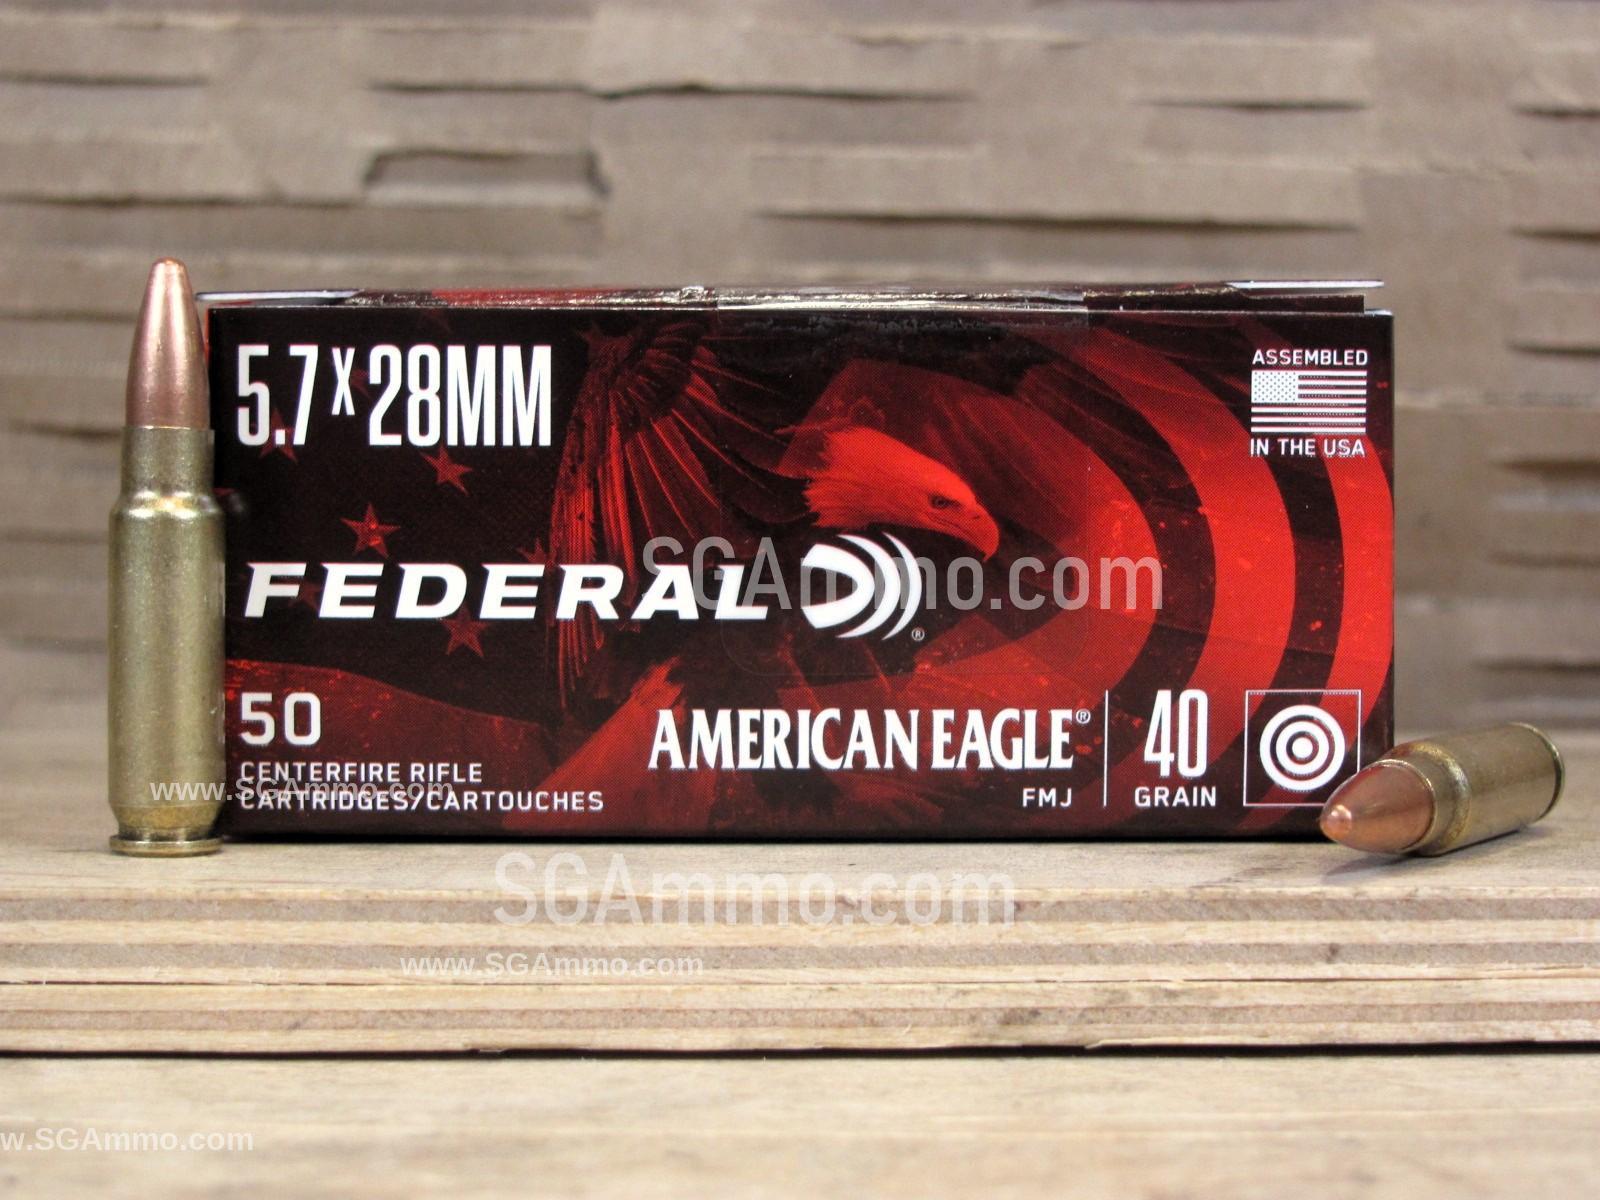 5.7x28MM
ASSEMBLED
IN THE USA
FEDERAL ®
SGAmmo.com
50
CENTERFIRE RIFLE
CARTRIDGES/CARTOUCHES
www.SGAmmo.com
AMERICAN EAGLE®
FMJ
40
GRAIN
SGAmmo.com
www.SGAmmo.com
w.SGAmmo.com